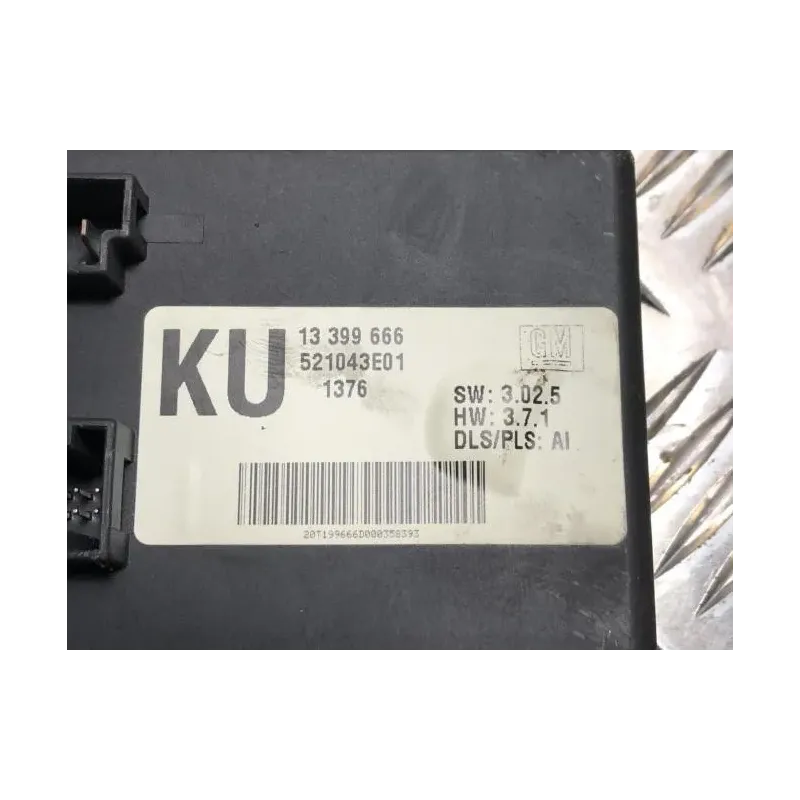 KU
13 399 666
521043E01
1376
GM
SW: 3.02.5
HW: 3.7.1
DLS/PLS: AI
20T199666D000358393